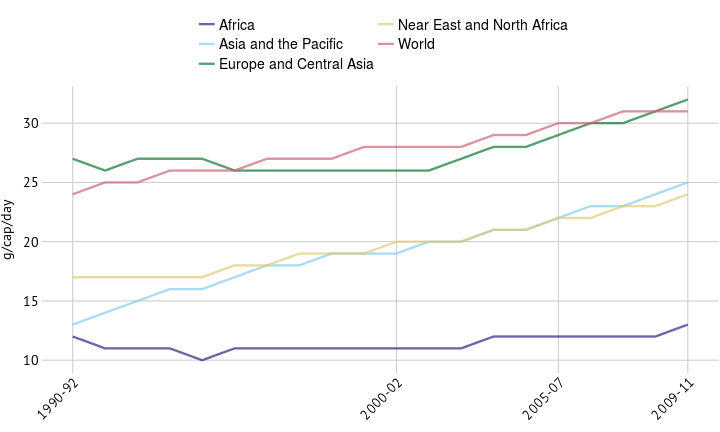 Africa
Asia and the Pacific
Europe and Central Asia
Near East and North Africa
World
g/cap/day
30
25
20
15
10
1990-92
2000-02
2005-07
2009-11